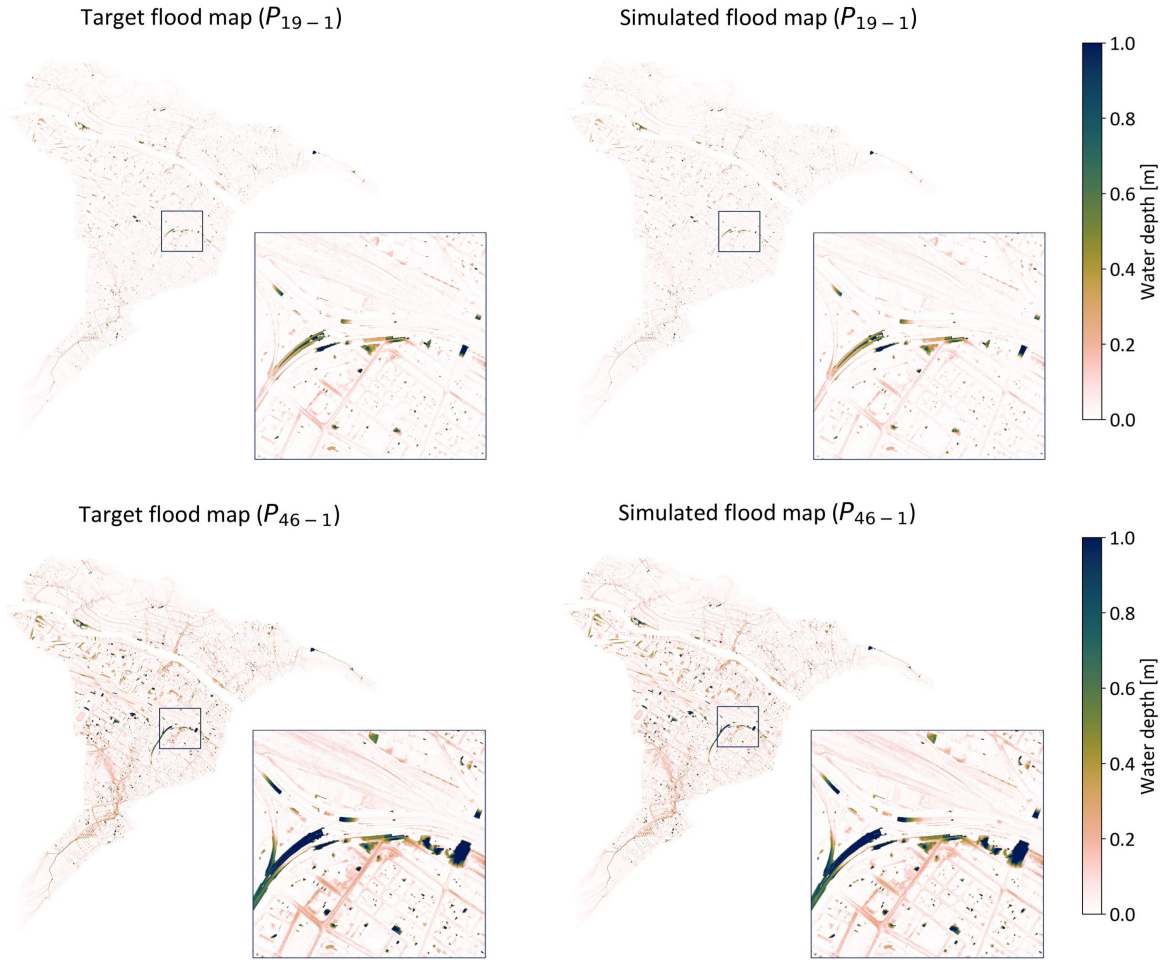 Target flood map (P19 – 1)
Simulated flood map (P19 – 1)
1.0
0.8
0.6
0.4
0.2
0.0
Water depth [m]
Target flood map (P46 – 1)
Simulated flood map (P46 – 1)
1.0
0.8
0.6
0.4
0.2
0.0
Water depth [m]